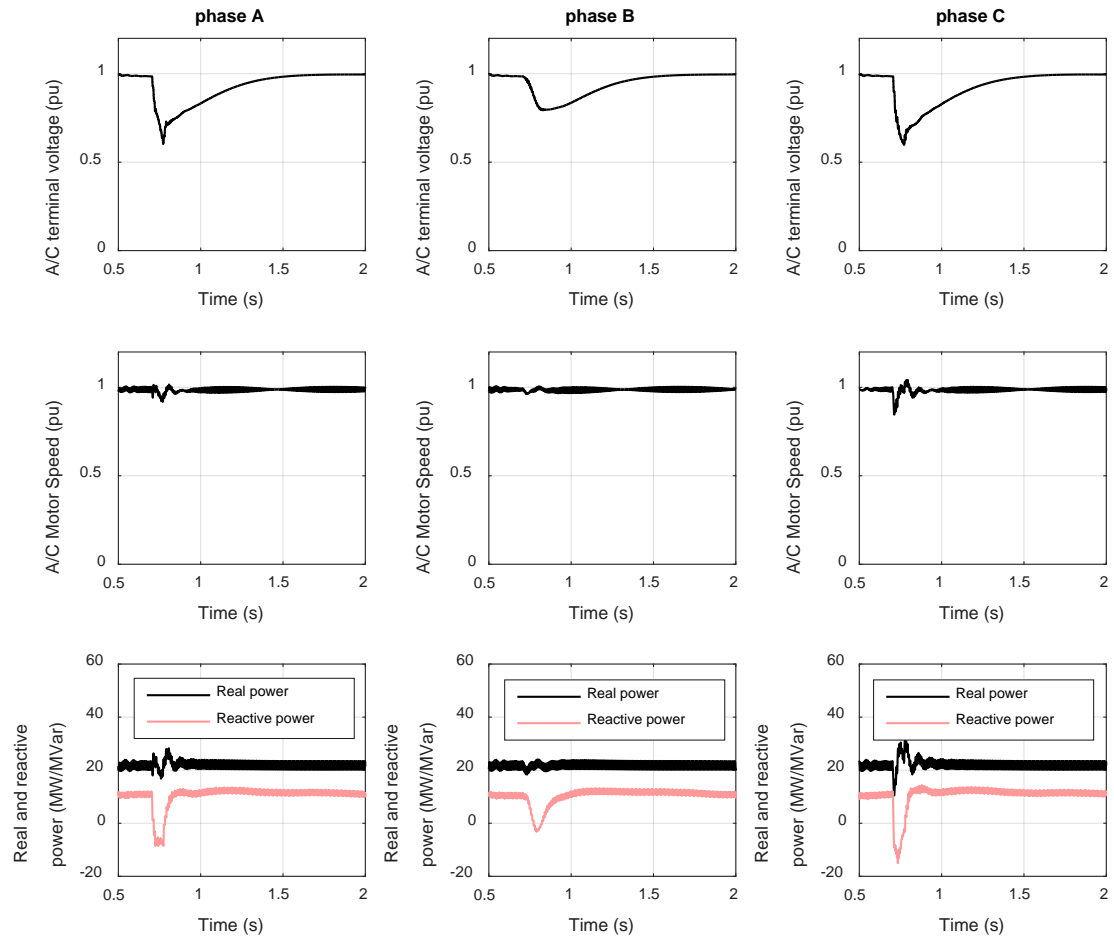 phase A
phase B
phase C
A/C terminal voltage (pu)
1
0.5
0
0.5
1
1.5
2
Time (s)
A/C terminal voltage (pu)
1
0.5
0
0.5
1
1.5
2
Time (s)
A/C terminal voltage (pu)
1
0.5
0
0.5
1
1.5
2
Time (s)
A/C Motor Speed (pu)
1
0.5
0
0.5
1
1.5
2
Time (s)
A/C Motor Speed (pu)
1
0.5
0
0.5
1
1.5
2
Time (s)
A/C Motor Speed (pu)
1
0.5
0
0.5
1
1.5
2
Time (s)
Real and reactive
power (MW/MVar)
60
40
20
0
-20
Real power
Reactive power
0.5
1
1.5
2
Time (s)
Real and reactive
power (MW/MVar)
60
40
20
0
-20
Real power
Reactive power
0.5
1
1.5
2
Time (s)
Real and reactive
power (MW/MVar)
60
40
20
0
-20
Real power
Reactive power
0.5
1
1.5
2
Time (s)